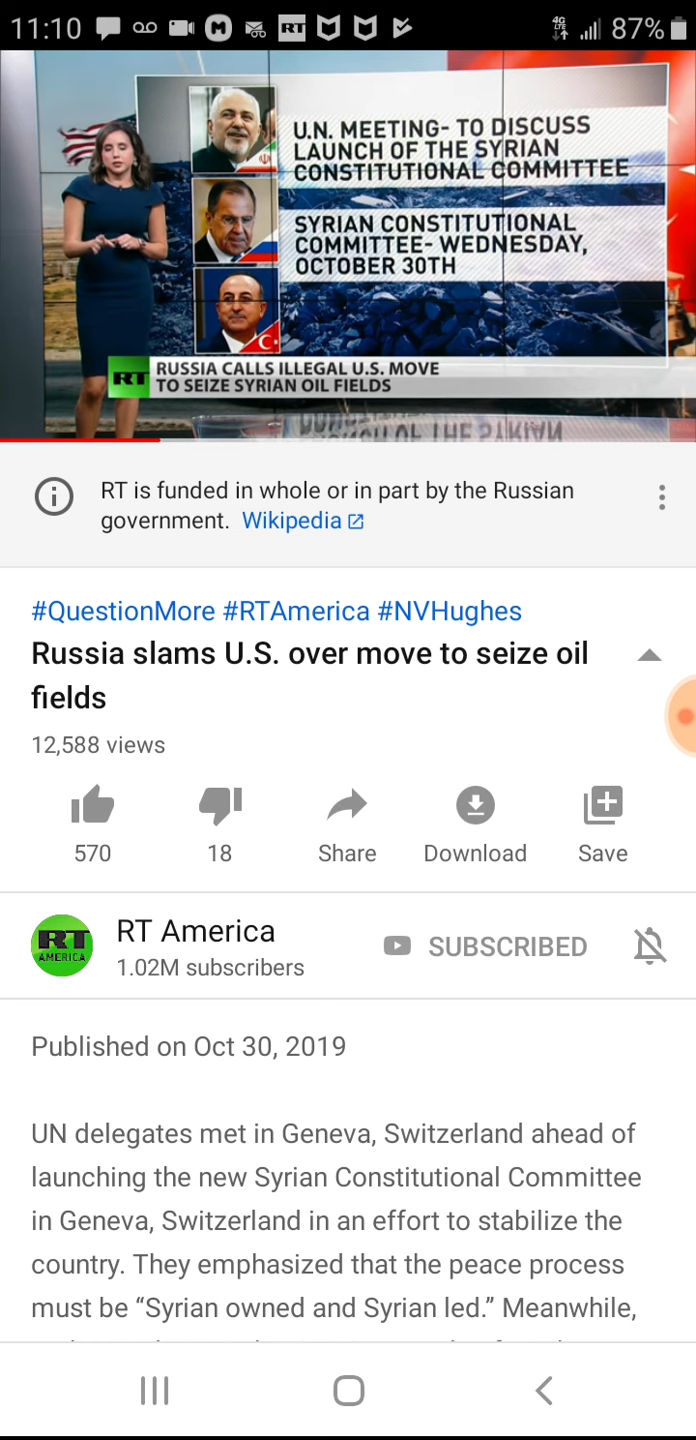 11:10
RT
4G
LTE
87%
U.N. MEETING- TO DISCUSS
LAUNCH OF THE SYRIAN
CONSTITUTIONAL COMMITTEE
SYRIAN CONSTITUTIONAL
COMMITTEE- WEDNESDAY,
OCTOBER 30TH
RT
RUSSIA CALLS ILLEGAL U.S. MOVE
TO SEIZE SYRIAN OIL FIELDS
RT is funded in whole or in part by the Russian
government. Wikipedia
#QuestionMore #RTAmerica #NVHughes
Russia slams U.S. over move to seize oil
fields
12,588 views
570
18
Share
Download
Save
RT
AMERICA
RT America
1.02M subscribers
SUBSCRIBED
Published on Oct 30, 2019
UN delegates met in Geneva, Switzerland ahead of
launching the new Syrian Constitutional Committee
in Geneva, Switzerland in an effort to stabilize the
country. They emphasized that the peace process
must be “Syrian owned and Syrian led.” Meanwhile,